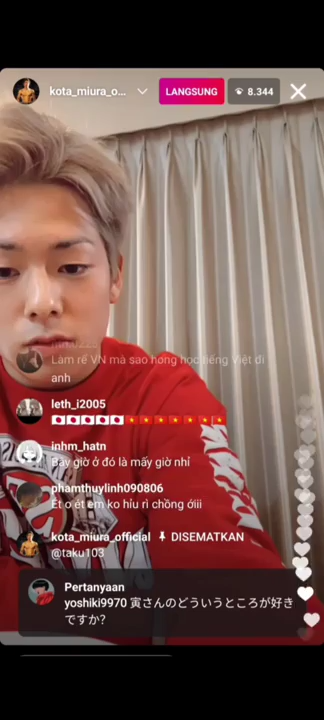 kota_miura_o...
LANGSUNG
8.344
Làm rể VN mà sao hong học tiếng Việt đi
anh
leth_i2005
🇯🇵🇯🇵🇯🇵🇯🇵🇯🇵🇻🇳🇻🇳🇻🇳🇻🇳🇻🇳🇻🇳🇻🇳
inhm_hatn
Bây giờ ở đó là mấy giờ nhỉ
phamthuylinh090806
Ét o ét em ko hỉu rì chồng ớiii
kota_miura_official 📌 DISEMATKAN
@taku103
Pertanyaan
yoshiki9970 寅さんのどういうところが好き
ですか?